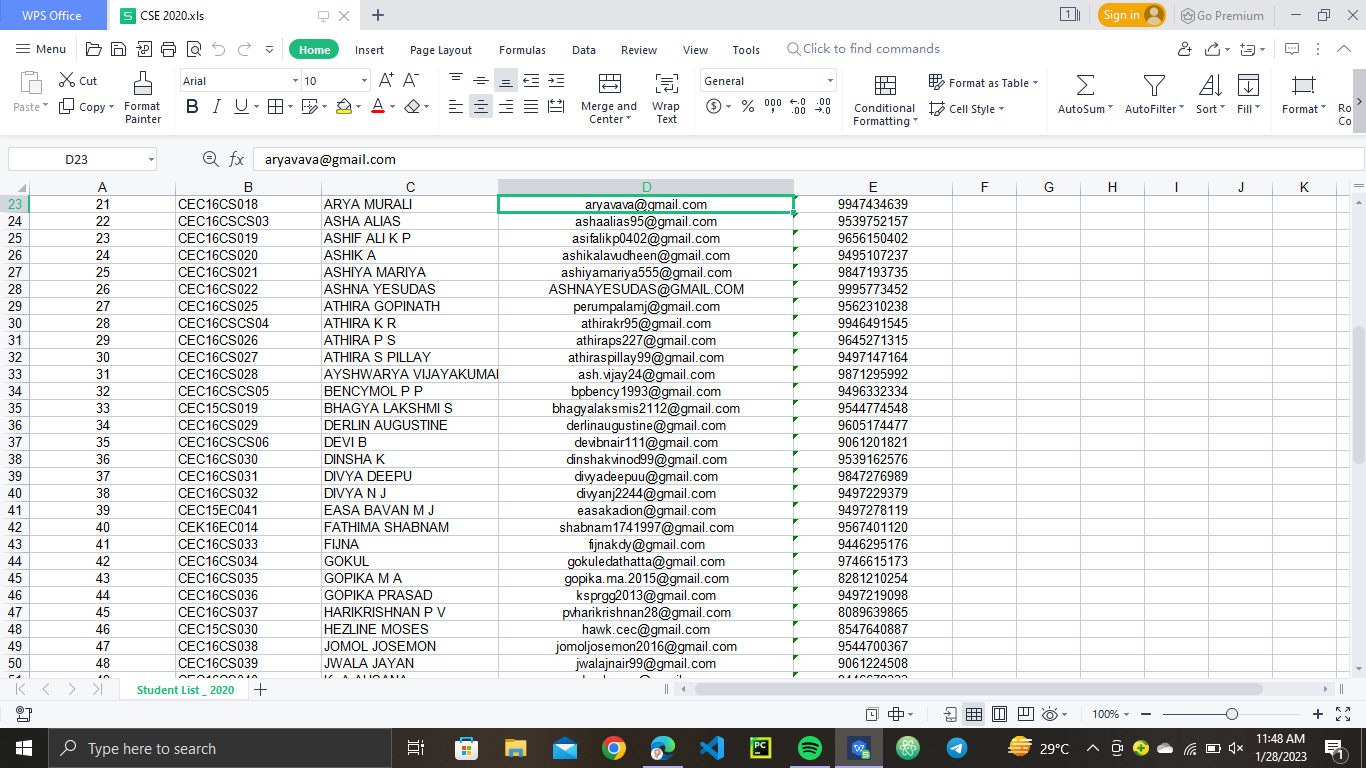 WPS Office CSE 2020.xls Sign in Go Premium
Menu Home Insert Page Layout Formulas Data Review View Tools Click to find commands
Paste Cut Copy Format Painter Arial 10 Merge and Center Wrap Text General Conditional Formatting Format as Table Cell Style AutoSum AutoFilter Sort Fill Format
D23 fx aryavava@gmail.com
A B C D E F G H I J K
23 21 CEC16CS018 ARYA MURALI aryavava@gmail.com 9947434639
24 22 CEC16CSCS03 ASHA ALIAS ashaalias95@gmail.com 9539752157
25 23 CEC16CS019 ASHIF ALI K P asifalikp0402@gmail.com 9656150402
26 24 CEC16CS020 ASHIK A ashikalavudheen@gmail.com 9495107237
27 25 CEC16CS021 ASHIYA MARIYA ashiyamariya555@gmail.com 9847193735
28 26 CEC16CS022 ASHNA YESUDAS ASHNAYESUDAS@GMAIL.COM 9995773452
29 27 CEC16CS025 ATHIRA GOPINATH perumpalamj@gmail.com 9562310238
30 28 CEC16CSCS04 ATHIRA K R athirakr95@gmail.com 9946491545
31 29 CEC16CS026 ATHIRA P S athiraps227@gmail.com 9645271315
32 30 CEC16CS027 ATHIRA S PILLAY athiraspillay99@gmail.com 9497147164
33 31 CEC16CS028 AYSHWARYA VIJAYAKUMA ash.vijay24@gmail.com 9871295992
34 32 CEC16CSCS05 BENCYMOL P P bpbency1993@gmail.com 9496332334
35 33 CEC15CS019 BHAGYA LAKSHMI S bhagyalaksmis2112@gmail.com 9544774548
36 34 CEC16CS029 DERLIN AUGUSTINE derlinaugustine@gmail.com 9605174477
37 35 CEC16CSCS06 DEVI B devibnair111@gmail.com 9061201821
38 36 CEC16CS030 DINSHA K dinshakvinod99@gmail.com 9539162576
39 37 CEC16CS031 DIVYA DEEPU divyadeepuu@gmail.com 9847276989
40 38 CEC16CS032 DIVYA N J divyanj2244@gmail.com 9497229379
41 39 CEC15EC041 EASA BAVAN M J easakadion@gmail.com 9497278119
42 40 CEK16EC014 FATHIMA SHABNAM shabnam1741997@gmail.com 9567401120
43 41 CEC16CS033 FIJNA fijnakdy@gmail.com 9446295176
44 42 CEC16CS034 GOKUL gokuledathatta@gmail.com 9746615173
45 43 CEC16CS035 GOPIKA M A gopika.ma.2015@gmail.com 8281210254
46 44 CEC16CS036 GOPIKA PRASAD ksprgg2013@gmail.com 9497219098
47 45 CEC16CS037 HARIKRISHNAN P V pvharikrishnan28@gmail.com 8089639865
48 46 CEC15CS030 HEZLINE MOSES hawk.cec@gmail.com 8547640887
49 47 CEC16CS038 JOMOL JOSEMON jomoljosemon2016@gmail.com 9544700367
50 48 CEC16CS039 JWALA JAYAN jwalajnair99@gmail.com 9061224508
Student List _ 2020
100%
Type here to search 29°C 11:48 AM
1/28/2023